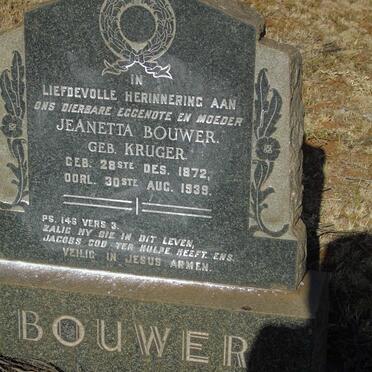 IN
LIEFDEVOLLE HERINNERING AAN
ONS DIERBARE EGGENOTE EN MOEDER
JEANETTA BOUWER.
GEB. KRUGER.
GEB. 28STE DES. 1872,
OORL. 30STE AUG. 1939.
PS. 146 VERS 3.
ZALIG HY DIE IN DIT LEVEN,
JACOBS GOD TER HULPE HEEFT. ENS.
VEILIG IN JESUS ARMEN.
BOUWER